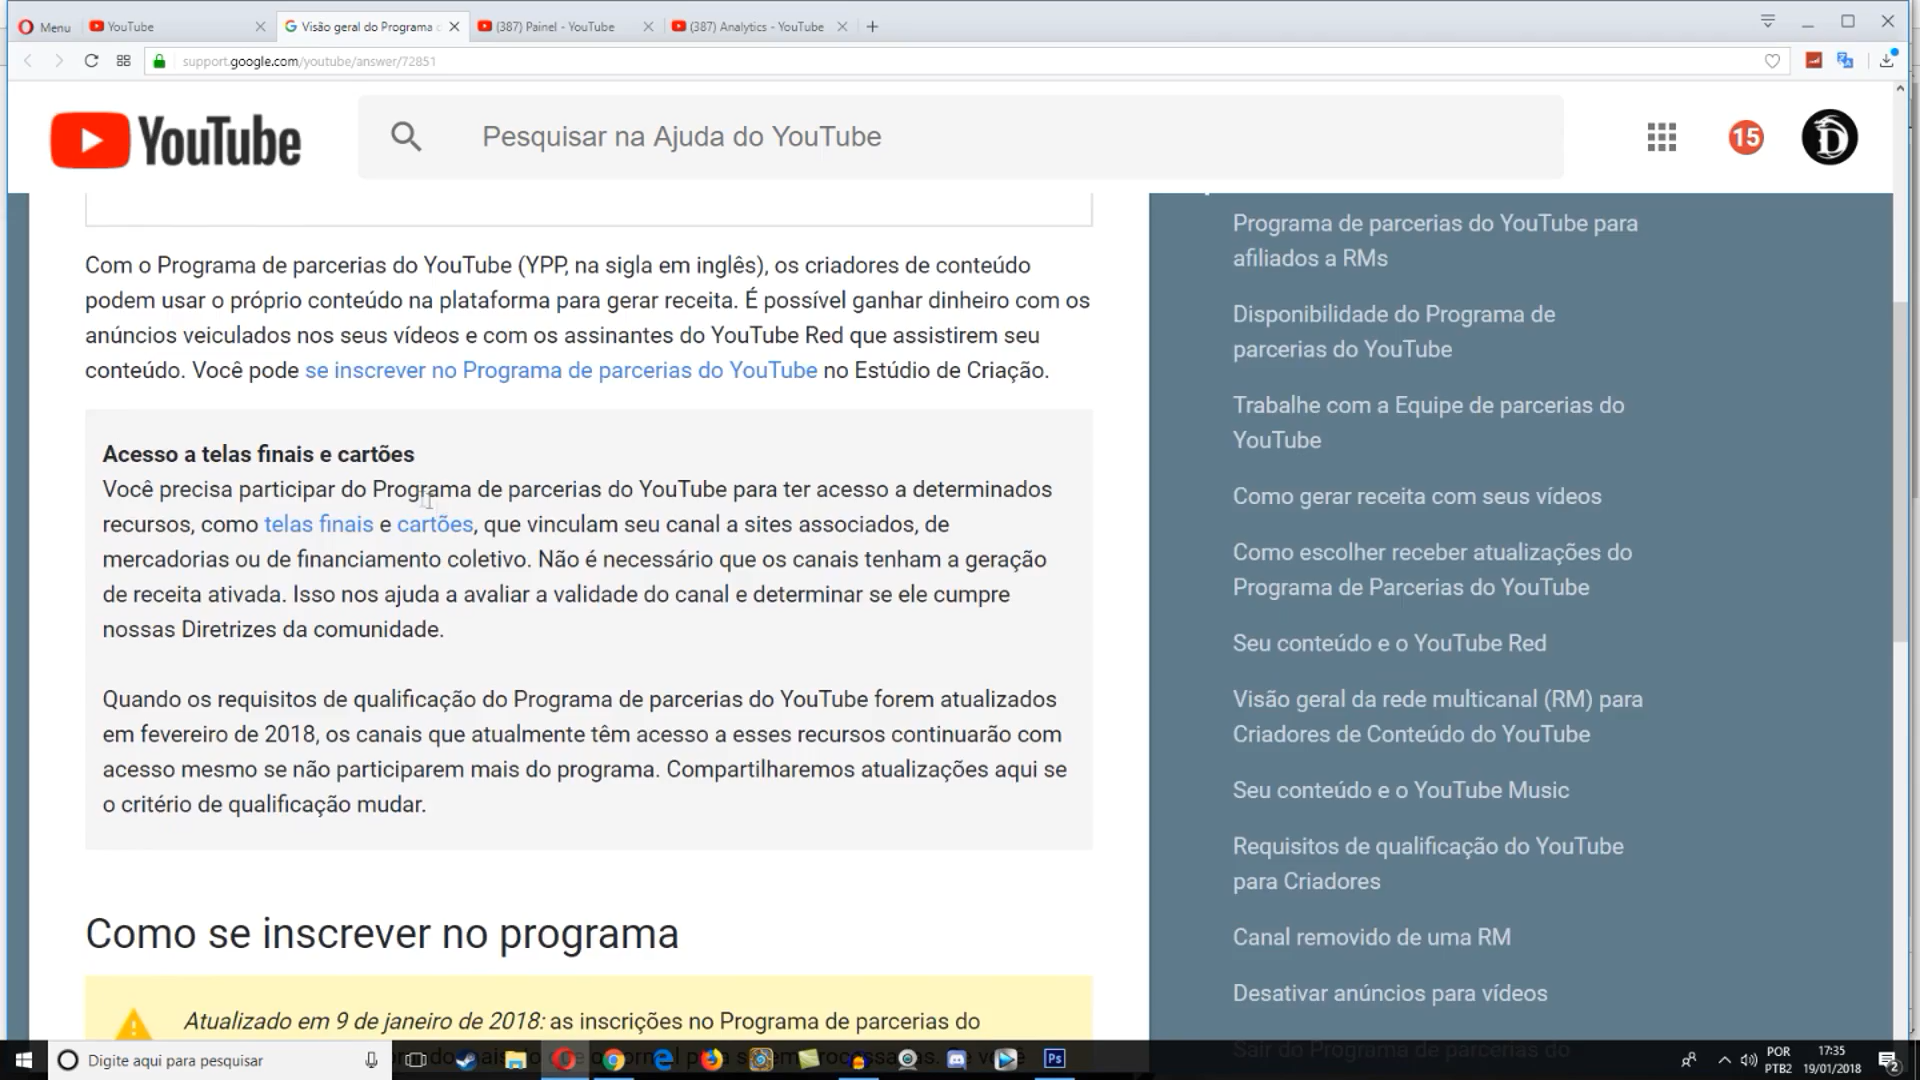 Menu
YouTube
Visão geral do Programa c
(387) Painel - YouTube
(387) Analytics - YouTube
support.google.com/youtube/answer/72851
YouTube
Pesquisar na Ajuda do YouTube
15
Com o Programa de parcerias do YouTube (YPP, na sigla em inglês), os criadores de conteúdo
podem usar o próprio conteúdo na plataforma para gerar receita. É possível ganhar dinheiro com os
anúncios veiculados nos seus vídeos e com os assinantes do YouTube Red que assistirem seu
conteúdo. Você pode se inscrever no Programa de parcerias do YouTube no Estúdio de Criação.
Acesso a telas finais e cartões
Você precisa participar do Programa de parcerias do YouTube para ter acesso a determinados
recursos, como telas finais e cartões, que vinculam seu canal a sites associados, de
mercadorias ou de financiamento coletivo. Não é necessário que os canais tenham a geração
de receita ativada. Isso nos ajuda a avaliar a validade do canal e determinar se ele cumpre
nossas Diretrizes da comunidade.
Quando os requisitos de qualificação do Programa de parcerias do YouTube forem atualizados
em fevereiro de 2018, os canais que atualmente têm acesso a esses recursos continuarão com
acesso mesmo se não participarem mais do programa. Compartilharemos atualizações aqui se
o critério de qualificação mudar.
Como se inscrever no programa
Atualizado em 9 de janeiro de 2018: as inscrições no Programa de parcerias do
Programa de parcerias do YouTube para
afiliados a RMs
Disponibilidade do Programa de
parcerias do YouTube
Trabalhe com a Equipe de parcerias do
YouTube
Como gerar receita com seus vídeos
Como escolher receber atualizações do
Programa de Parcerias do YouTube
Seu conteúdo e o YouTube Red
Visão geral da rede multicanal (RM) para
Criadores de Conteúdo do YouTube
Seu conteúdo e o YouTube Music
Requisitos de qualificação do YouTube
para Criadores
Canal removido de uma RM
Desativar anúncios para vídeos
Sair do Programa de parcerias do
Digite aqui para pesquisar
Ps
POR
PTB2
17:35
19/01/2018
2